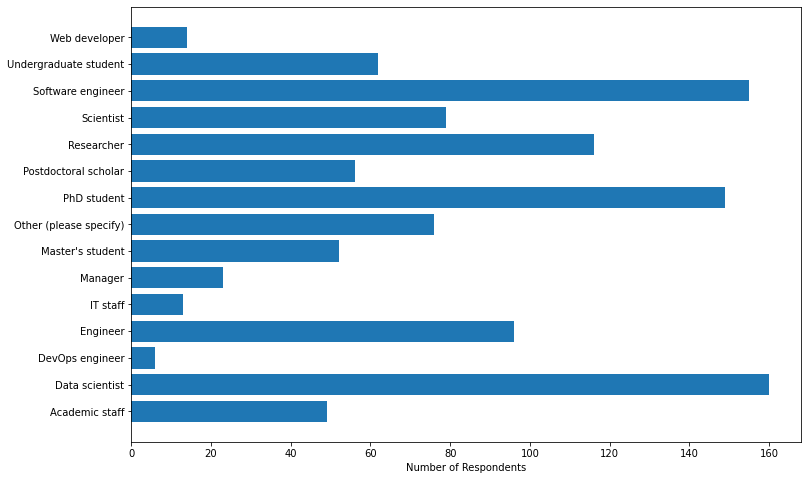 Web developer
Undergraduate student
Software engineer
Scientist
Researcher
Postdoctoral scholar
PhD student
Other (please specify)
Master's student
Manager
IT staff
Engineer
DevOps engineer
Data scientist
Academic staff
0 20 40 60 80 100 120 140 160
Number of Respondents